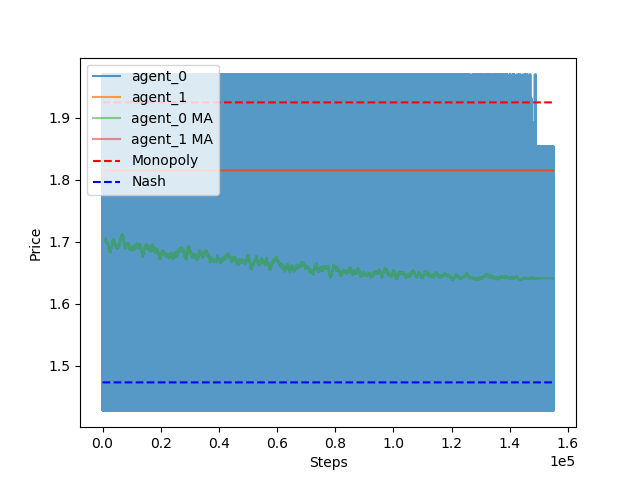 agent_0
agent_1
agent_0 MA
agent_1 MA
Monopoly
Nash
1.9
1.8
1.7
1.6
1.5
Price
0.0 0.2 0.4 0.6 0.8 1.0 1.2 1.4 1.6
1e5
Steps